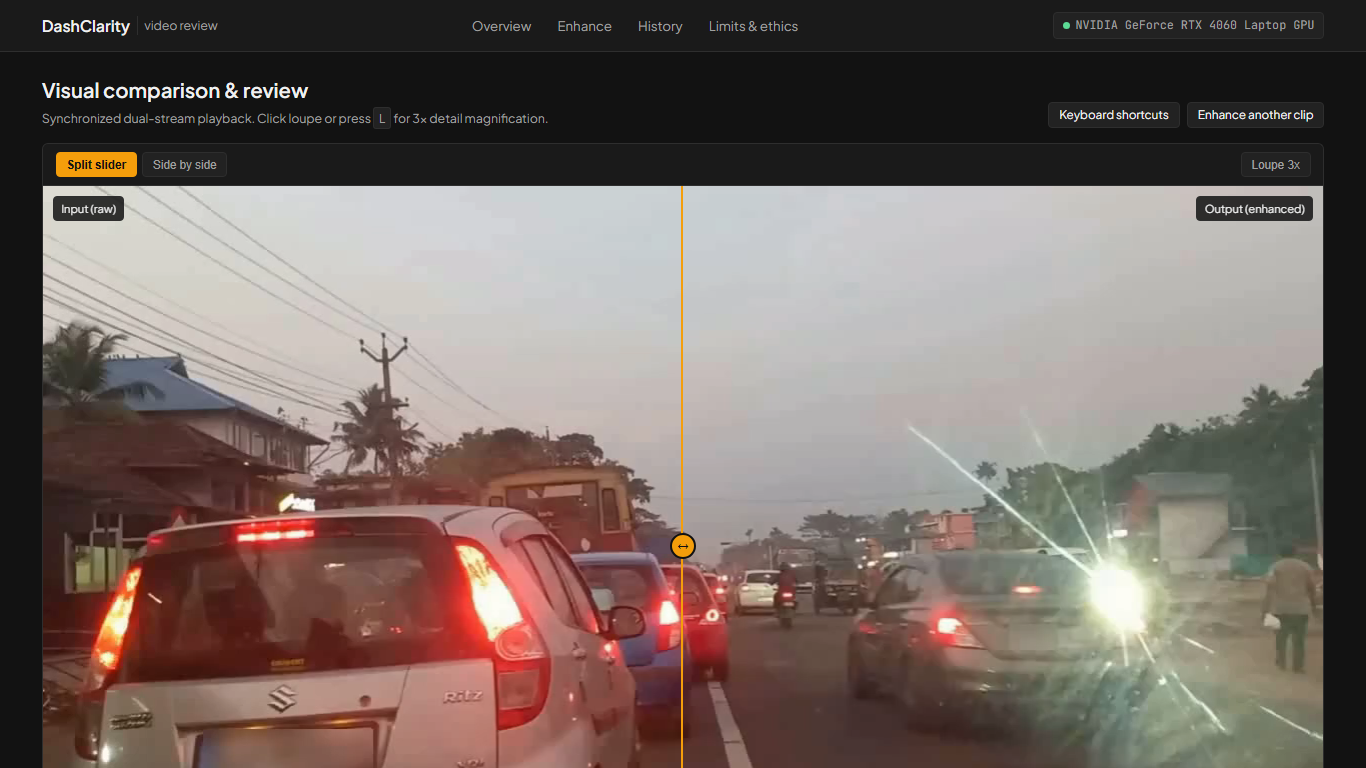 DashClarity video review
Overview Enhance History Limits & ethics
NVIDIA GeForce RTX 4060 Laptop GPU
Visual comparison & review
Synchronized dual-stream playback. Click loupe or press L for 3x detail magnification.
Keyboard shortcuts
Enhance another clip
Split slider
Side by side
Loupe 3x
Input (raw)
Output (enhanced)
Ritz